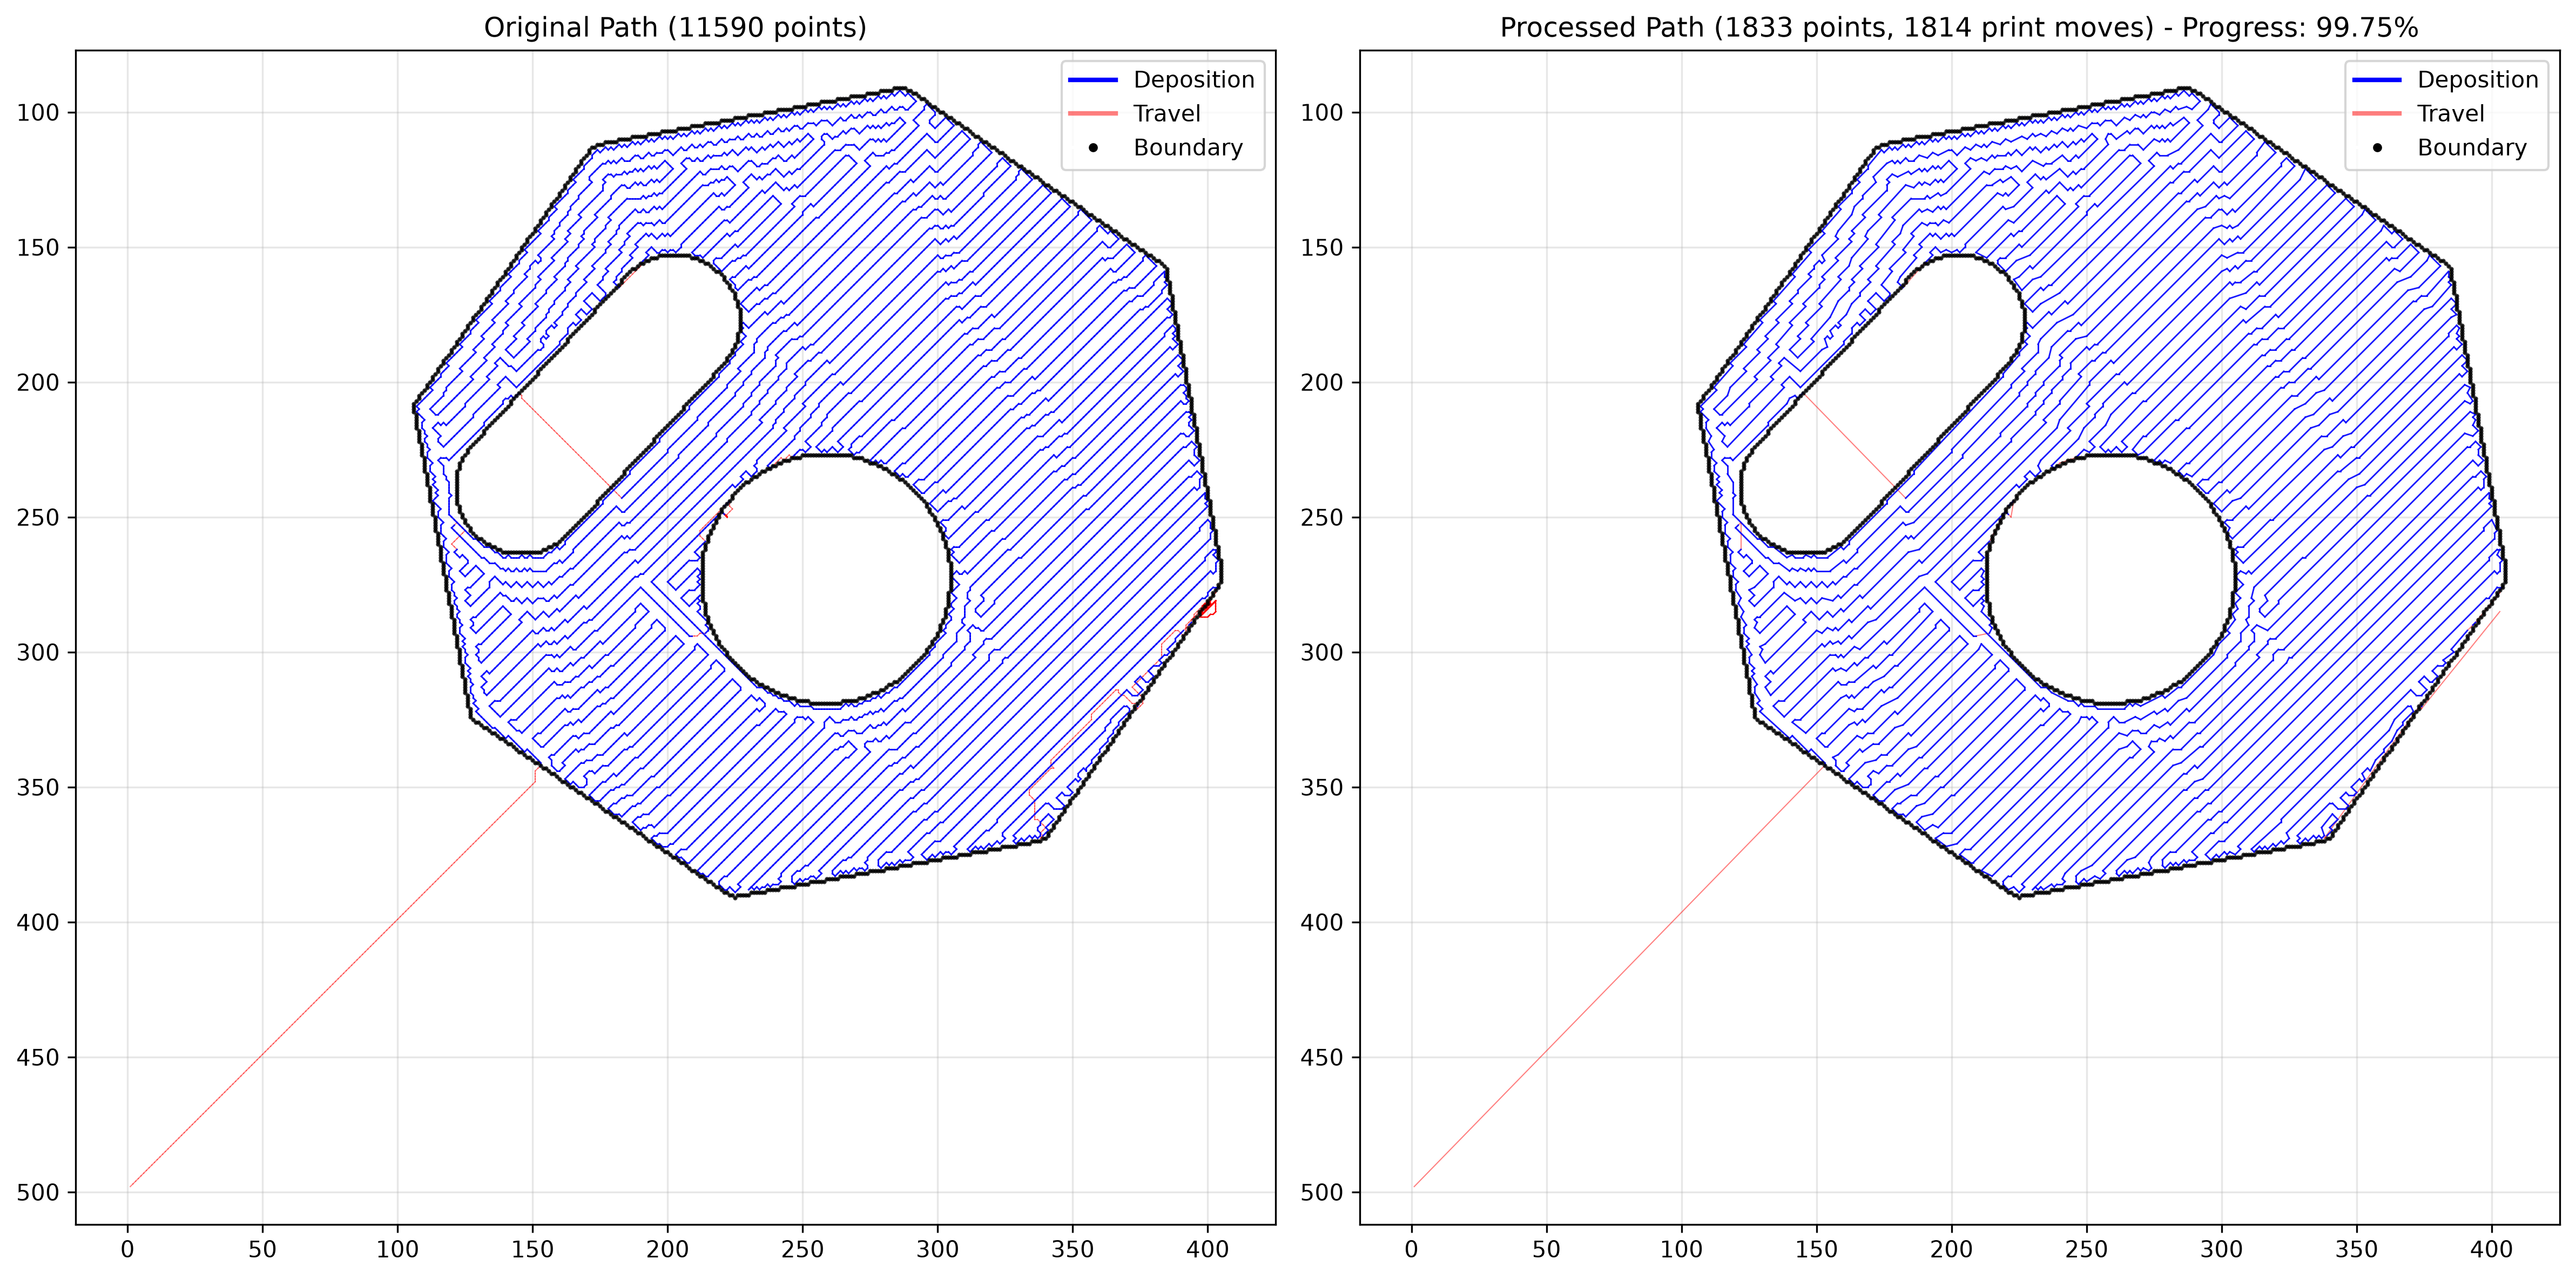 Original Path (11590 points)
Deposition
Travel
Boundary
100
150
200
250
300
350
400
450
500
0 50 100 150 200 250 300 350 400
Processed Path (1833 points, 1814 print moves) - Progress: 99.75%
Deposition
Travel
Boundary
100
150
200
250
300
350
400
450
500
0 50 100 150 200 250 300 350 400